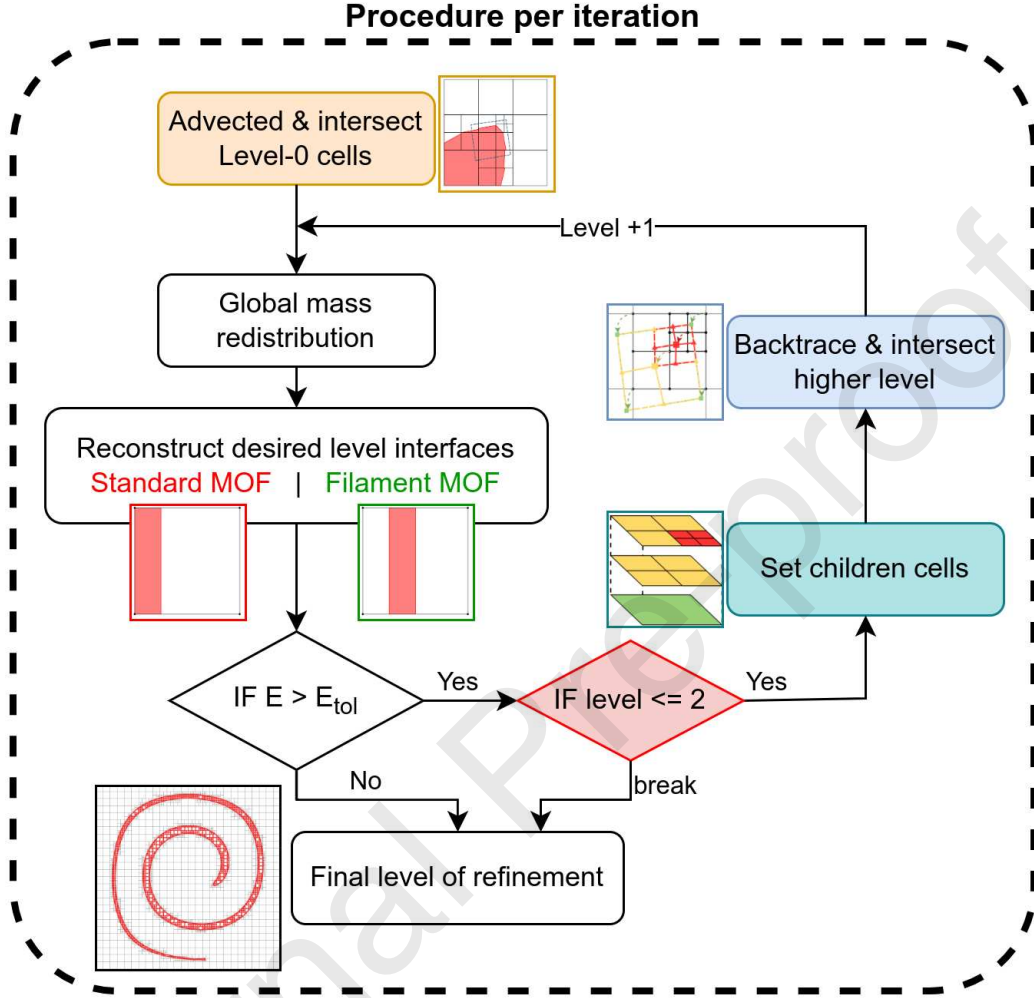 Procedure per iteration
Advected & intersect
Level-0 cells
Level +1
Global mass
redistribution
Backtrace & intersect
higher level
Reconstruct desired level interfaces
Standard MOF | Filament MOF
Set children cells
IF E > Etol
Yes
IF level <= 2
Yes
No
break
Final level of refinement
nal Pre-proof